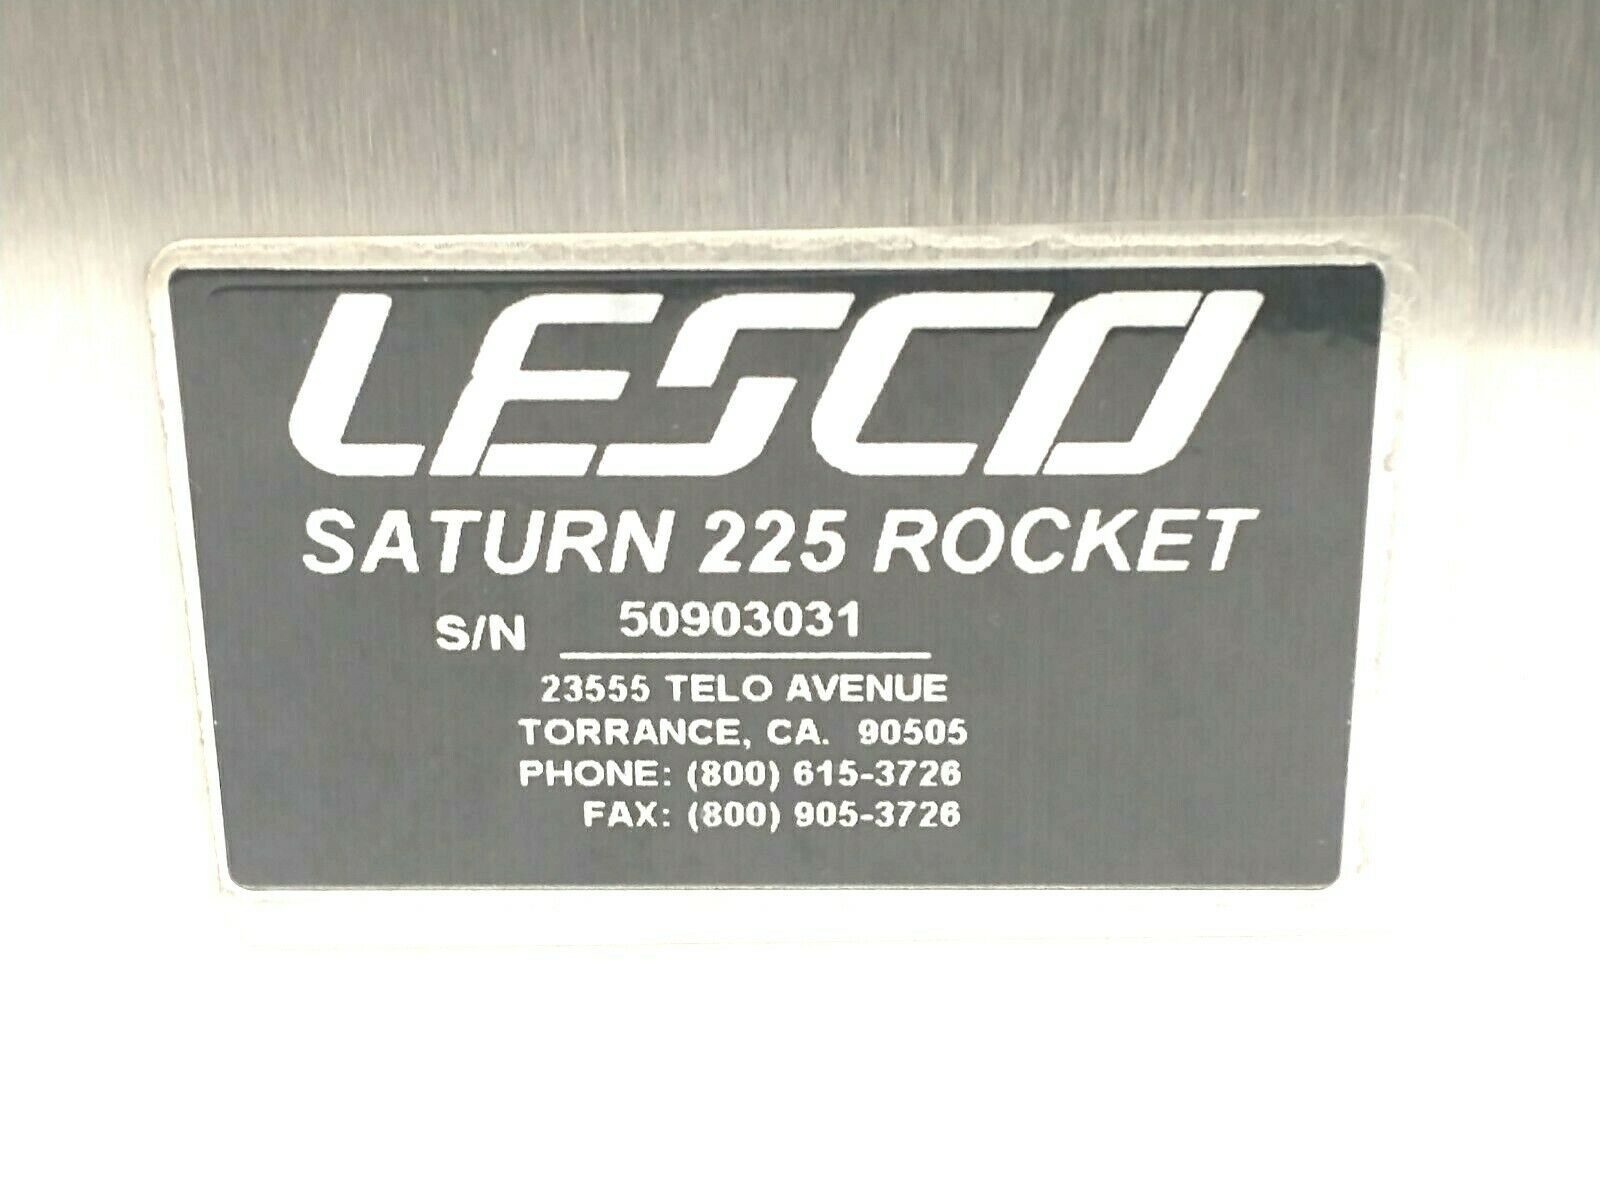 LESCO
SATURN 225 ROCKET
S/N 50903031
23555 TELO AVENUE
TORRANCE, CA. 90505
PHONE: (800) 615-3726
FAX: (800) 905-3726